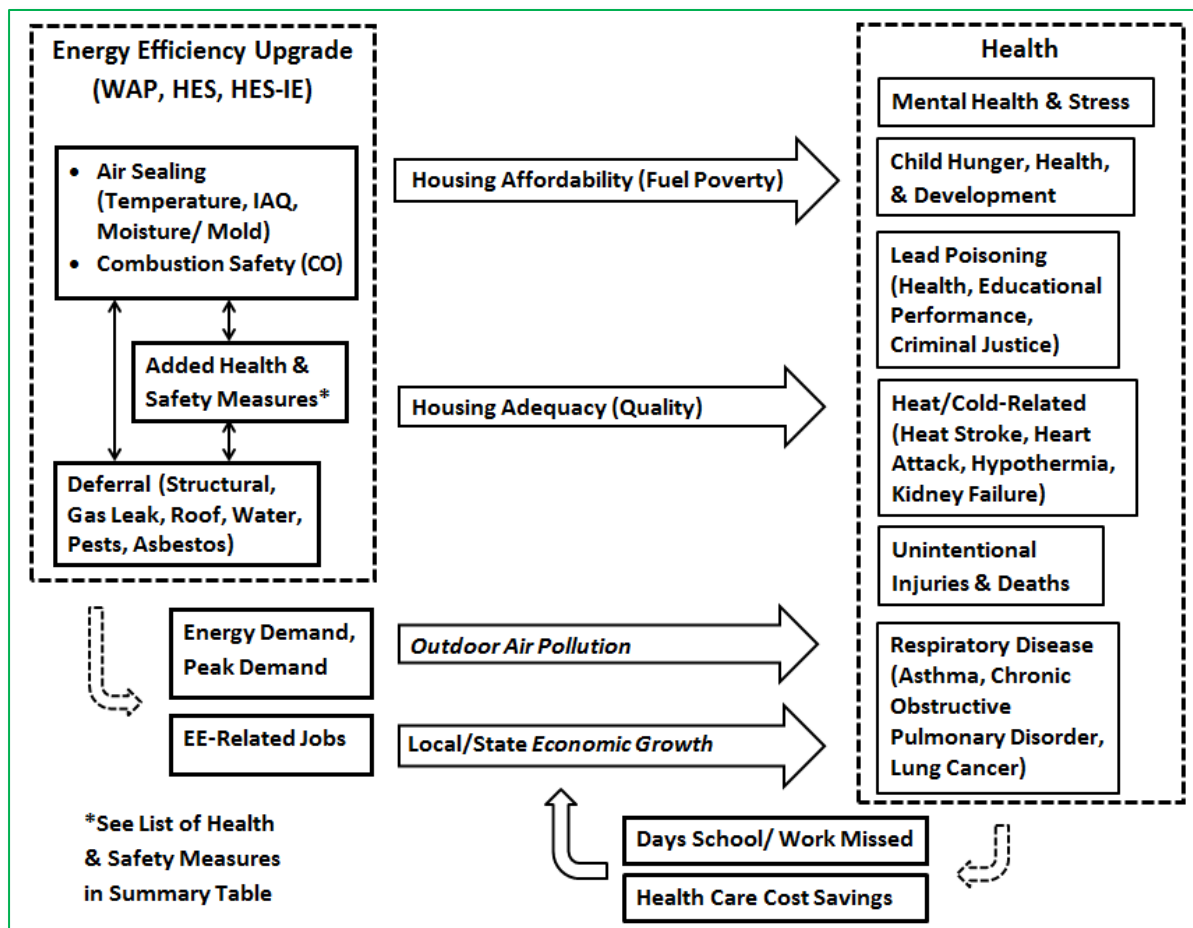 Energy Efficiency Upgrade
(WAP, HES, HES-IE)
• Air Sealing
(Temperature, IAQ,
Moisture/ Mold)
• Combustion Safety (CO)
Added Health &
Safety Measures*
Deferral (Structural,
Gas Leak, Roof, Water,
Pests, Asbestos)
Energy Demand,
Peak Demand
EE-Related Jobs
*See List of Health
& Safety Measures
in Summary Table
Housing Affordability (Fuel Poverty)
Housing Adequacy (Quality)
Outdoor Air Pollution
Local/State Economic Growth
Days School/ Work Missed
Health Care Cost Savings
Health
Mental Health & Stress
Child Hunger, Health,
& Development
Lead Poisoning
(Health, Educational
Performance,
Criminal Justice)
Heat/Cold-Related
(Heat Stroke, Heart
Attack, Hypothermia,
Kidney Failure)
Unintentional
Injuries & Deaths
Respiratory Disease
(Asthma, Chronic
Obstructive
Pulmonary Disorder,
Lung Cancer)